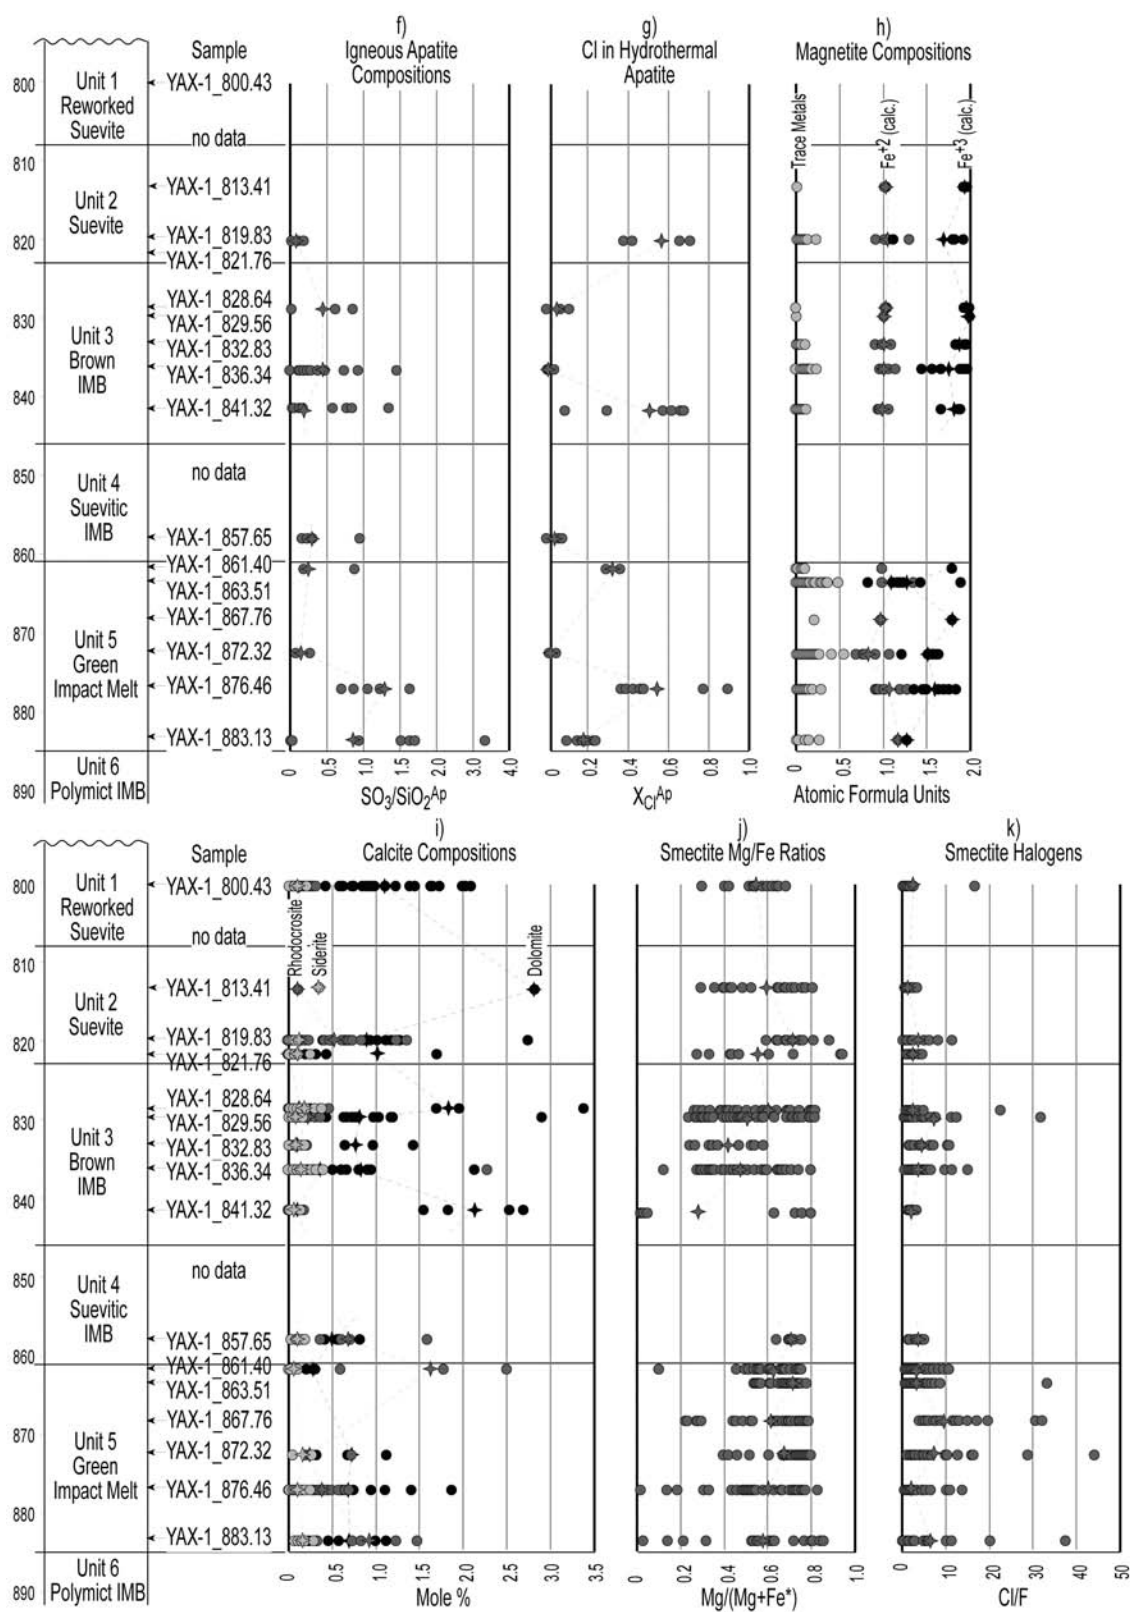 f)
Igneous Apatite
Compositions
g)
Cl in Hydrothermal
Apatite
h)
Magnetite Compositions
Sample
800
810
820
830
840
850
860
870
880
890
Unit 1
Reworked
Suevite
Unit 2
Suevite
Unit 3
Brown
IMB
Unit 4
Suevitic
IMB
Unit 5
Green
Impact Melt
Unit 6
Polymict IMB
YAX-1_800.43
no data
YAX-1_813.41
YAX-1_819.83
YAX-1_821.76
YAX-1_828.64
YAX-1_829.56
YAX-1_832.83
YAX-1_836.34
YAX-1_841.32
no data
YAX-1_857.65
YAX-1_861.40
YAX-1_863.51
YAX-1_867.76
YAX-1_872.32
YAX-1_876.46
YAX-1_883.13
Trace Metals
Fe+2 (calc.)
Fe+3 (calc.)
0 0.5 1.0 1.5 2.0 2.5 3.0 4.0
SO3/SiO2Ap
0 0.2 0.4 0.6 0.8 1.0
XClAp
0 0.5 1.0 1.5 2.0
Atomic Formula Units
i)
Calcite Compositions
j)
Smectite Mg/Fe Ratios
k)
Smectite Halogens
Sample
800
810
820
830
840
850
860
870
880
890
Unit 1
Reworked
Suevite
Unit 2
Suevite
Unit 3
Brown
IMB
Unit 4
Suevitic
IMB
Unit 5
Green
Impact Melt
Unit 6
Polymict IMB
YAX-1_800.43
no data
YAX-1_813.41
YAX-1_819.83
YAX-1_821.76
YAX-1_828.64
YAX-1_829.56
YAX-1_832.83
YAX-1_836.34
YAX-1_841.32
no data
YAX-1_857.65
YAX-1_861.40
YAX-1_863.51
YAX-1_867.76
YAX-1_872.32
YAX-1_876.46
YAX-1_883.13
Rhodocrosite
Siderite
Dolomite
0 0.5 1.0 1.5 2.0 2.5 3.0 3.5
Mole %
0 0.2 0.4 0.6 0.8 1.0
Mg/(Mg+Fe*)
0 10 20 30 40 50
Cl/F